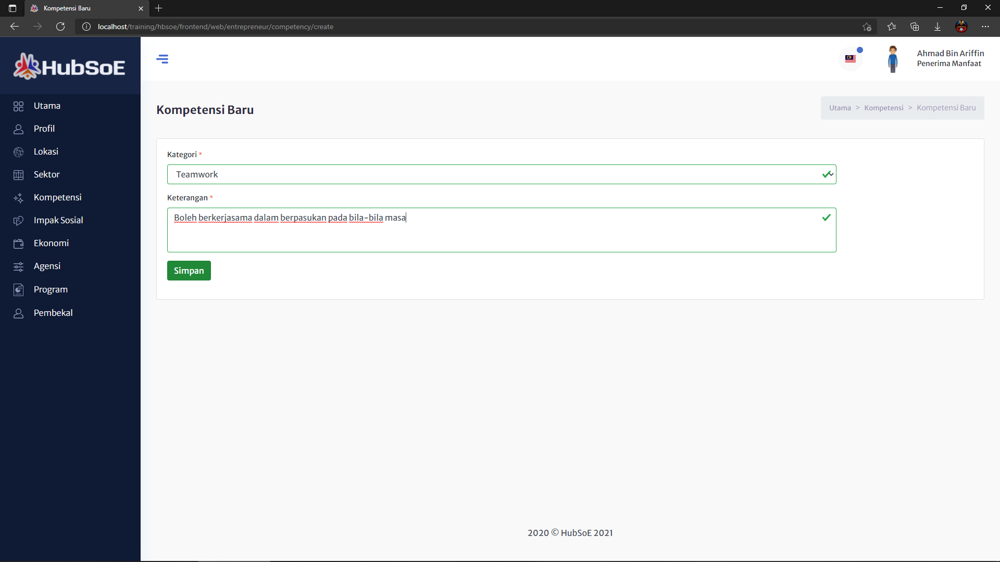 Kompetensi Baru
localhost/training/hbsoe/frontend/web/entrepreneur/competency/create
HubSoE
Ahmad Bin Ariffin
Penerima Manfaat
Utama
Profil
Lokasi
Sektor
Kompetensi
Impak Sosial
Ekonomi
Agensi
Program
Pembekal
Kompetensi Baru
Utama > Kompetensi > Kompetensi Baru
Kategori *
Teamwork
Keterangan *
Boleh berkerjasama dalam berpasukan pada bila-bila masa
Simpan
2020 © HubSoE 2021